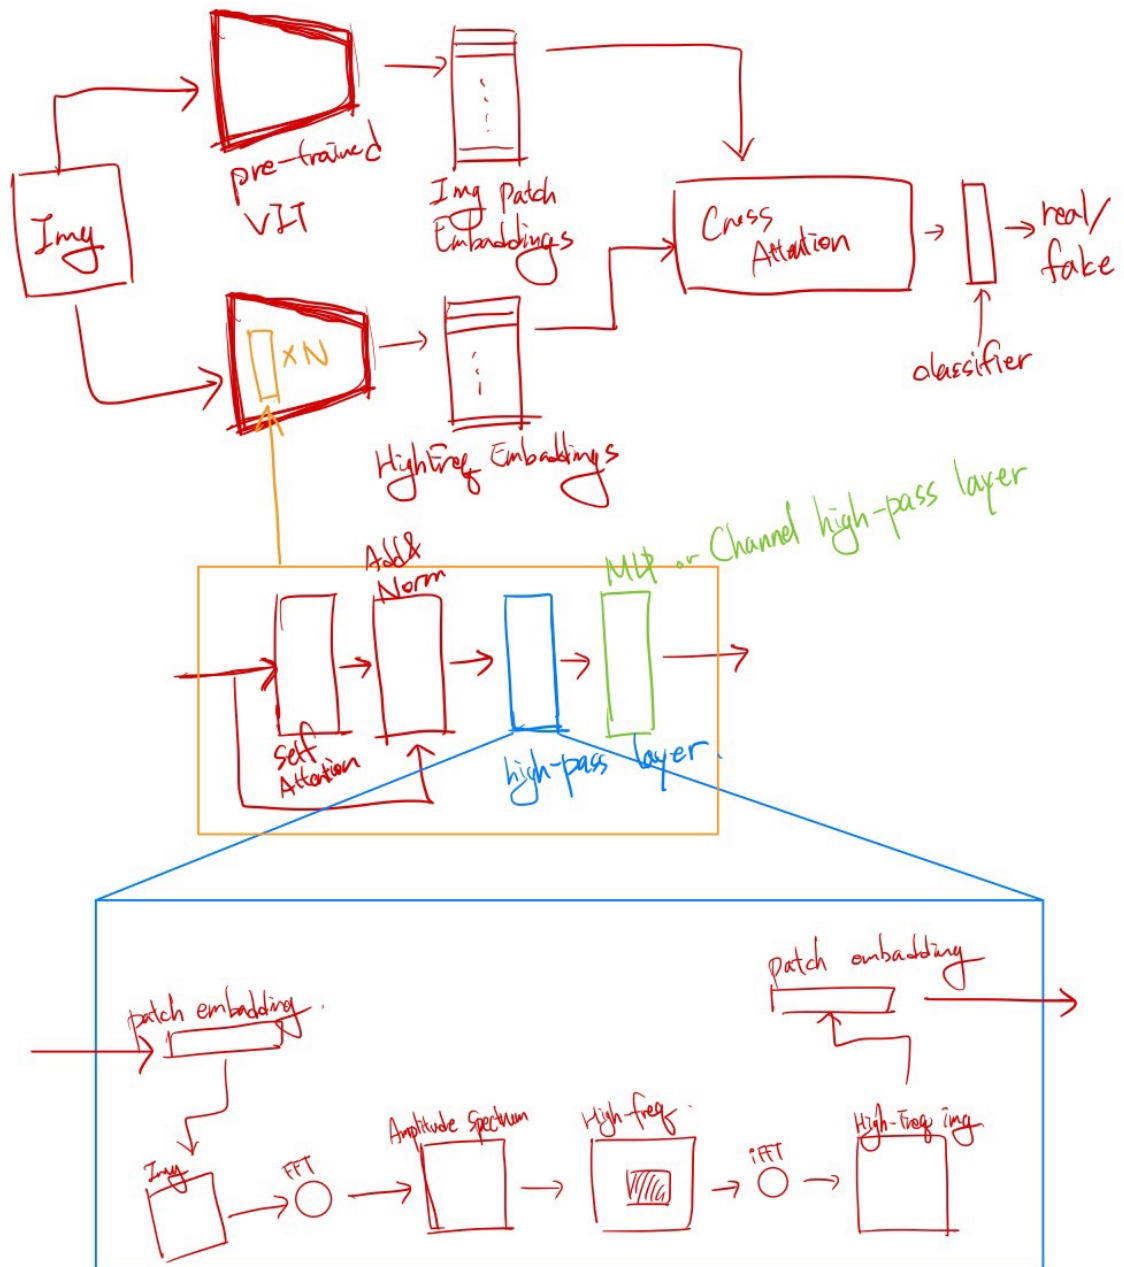 Img
pre-trained
VIT
Img Patch
Embaddings
Cross
Attention
real/
fake
classifier
×N
HighFreq Embaddings
MLP or Channel high-pass layer
Add&
Norm
Self
Attention
high-pass layer.
patch embadding
patch embadding.
Img
FFT
Amplitude Spectrum
High-freq.
iFFT
High-Freq img